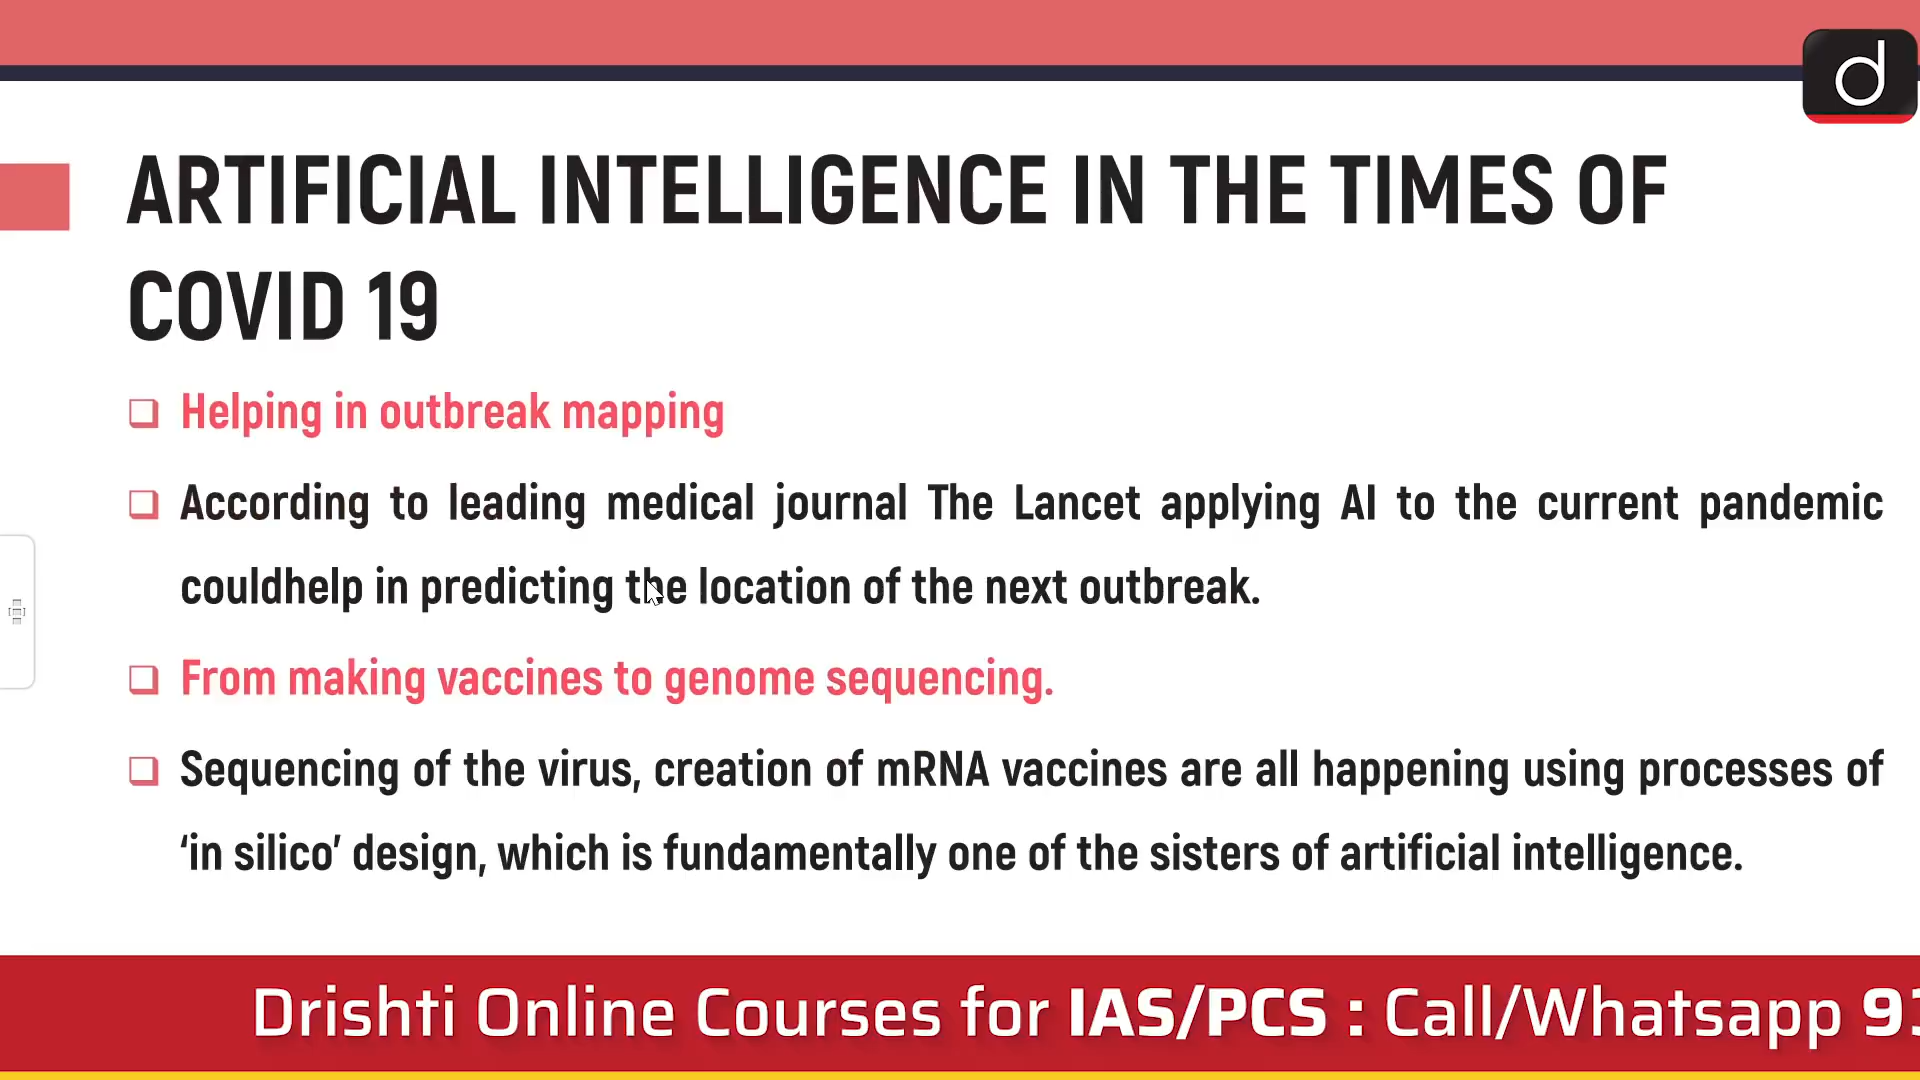 d
ARTIFICIAL INTELLIGENCE IN THE TIMES OF
COVID 19
Helping in outbreak mapping
According to leading medical journal The Lancet applying AI to the current pandemic
couldhelp in predicting the location of the next outbreak.
From making vaccines to genome sequencing.
Sequencing of the virus, creation of mRNA vaccines are all happening using processes of
‘in silico’ design, which is fundamentally one of the sisters of artificial intelligence.
Drishti Online Courses for IAS/PCS : Call/Whatsapp 93